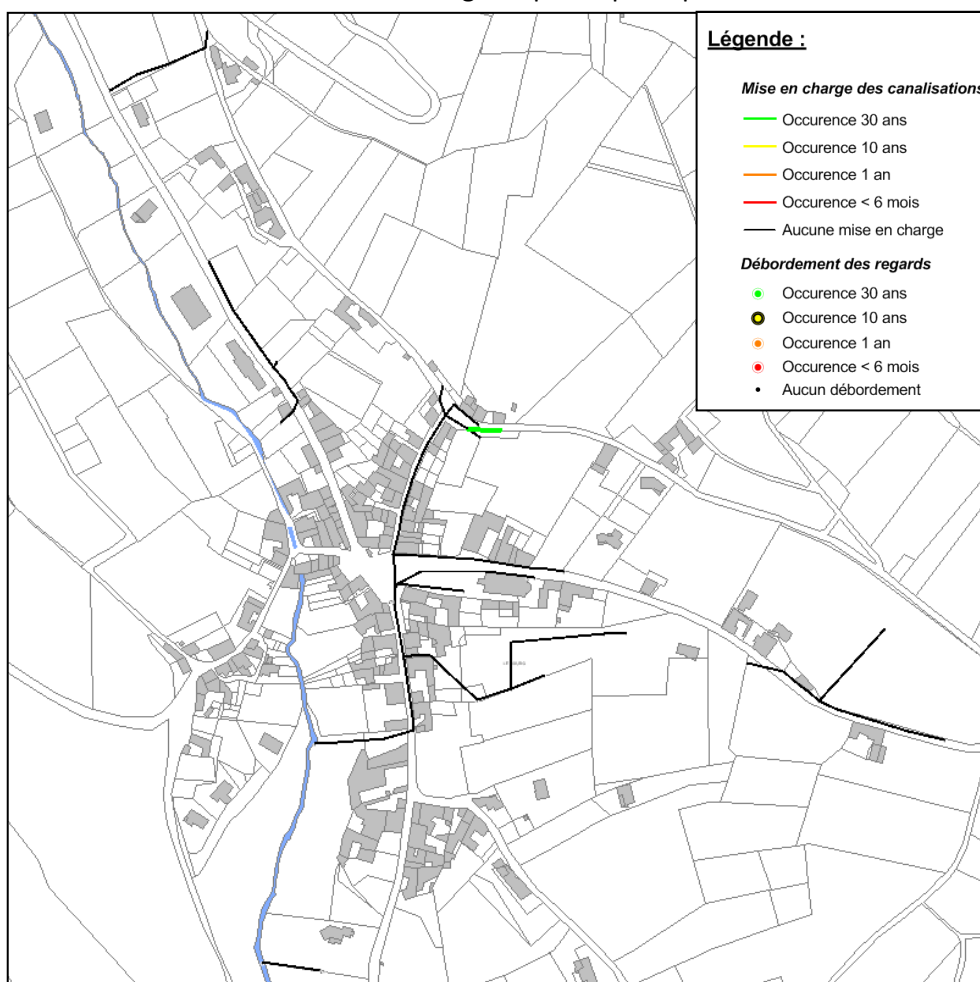 Légende :
Mise en charge des canalisations
Occurence 30 ans
Occurence 10 ans
Occurence 1 an
Occurence < 6 mois
Aucune mise en charge
Débordement des regards
Occurence 30 ans
Occurence 10 ans
Occurence 1 an
Occurence < 6 mois
Aucun débordement